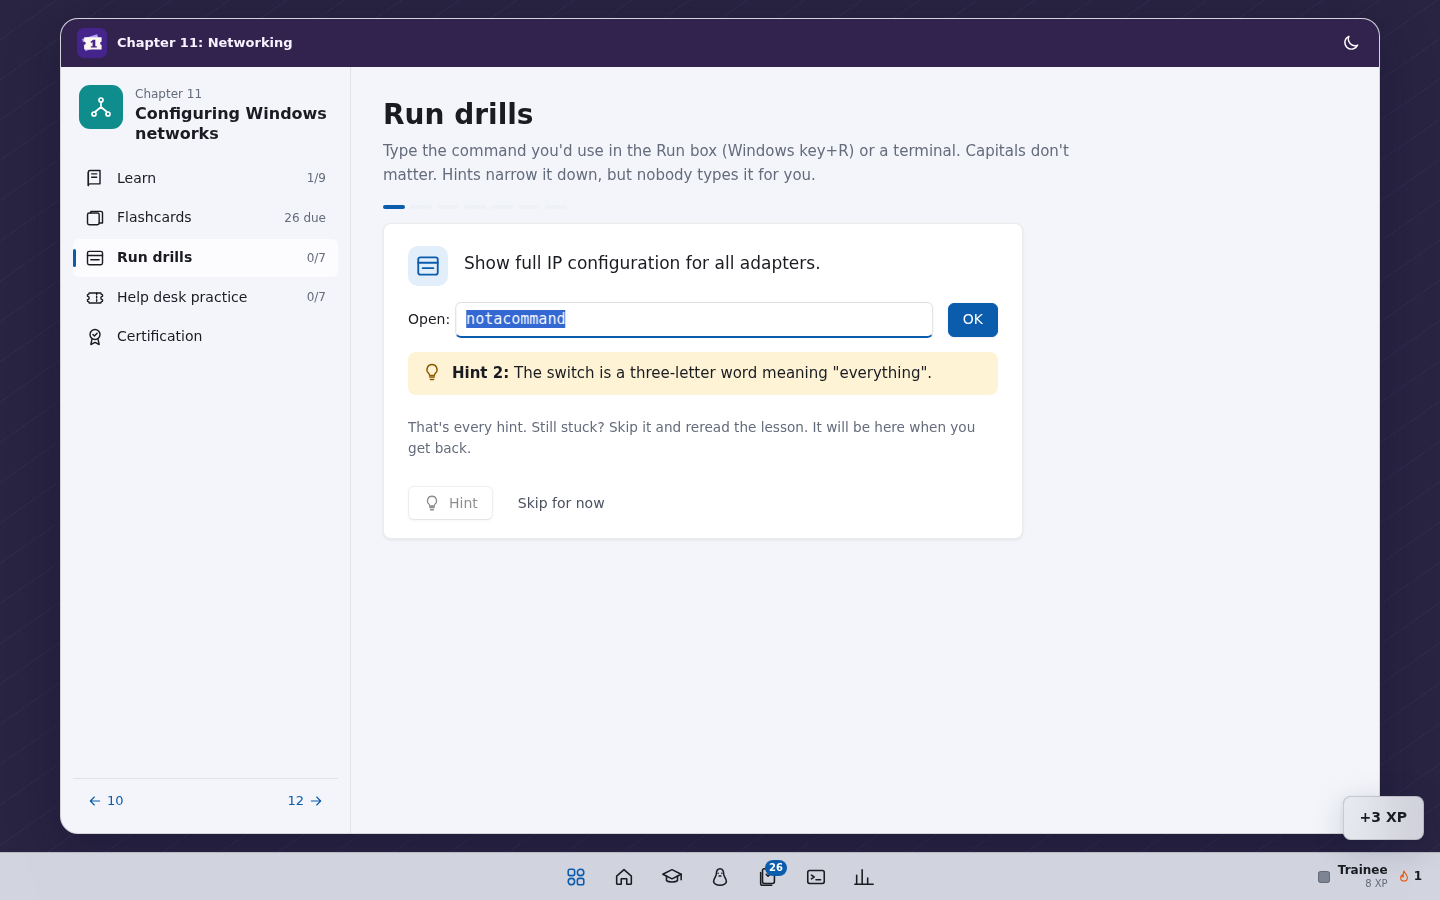 Chapter 11: Networking
Chapter 11
Configuring Windows
networks
Learn 1/9
Flashcards 26 due
Run drills 0/7
Help desk practice 0/7
Certification
10
12
Run drills
Type the command you'd use in the Run box (Windows key+R) or a terminal. Capitals don't
matter. Hints narrow it down, but nobody types it for you.
Show full IP configuration for all adapters.
Open: notacommand OK
Hint 2: The switch is a three-letter word meaning "everything".
That's every hint. Still stuck? Skip it and reread the lesson. It will be here when you
get back.
Hint Skip for now
+3 XP
26
Trainee
8 XP
1